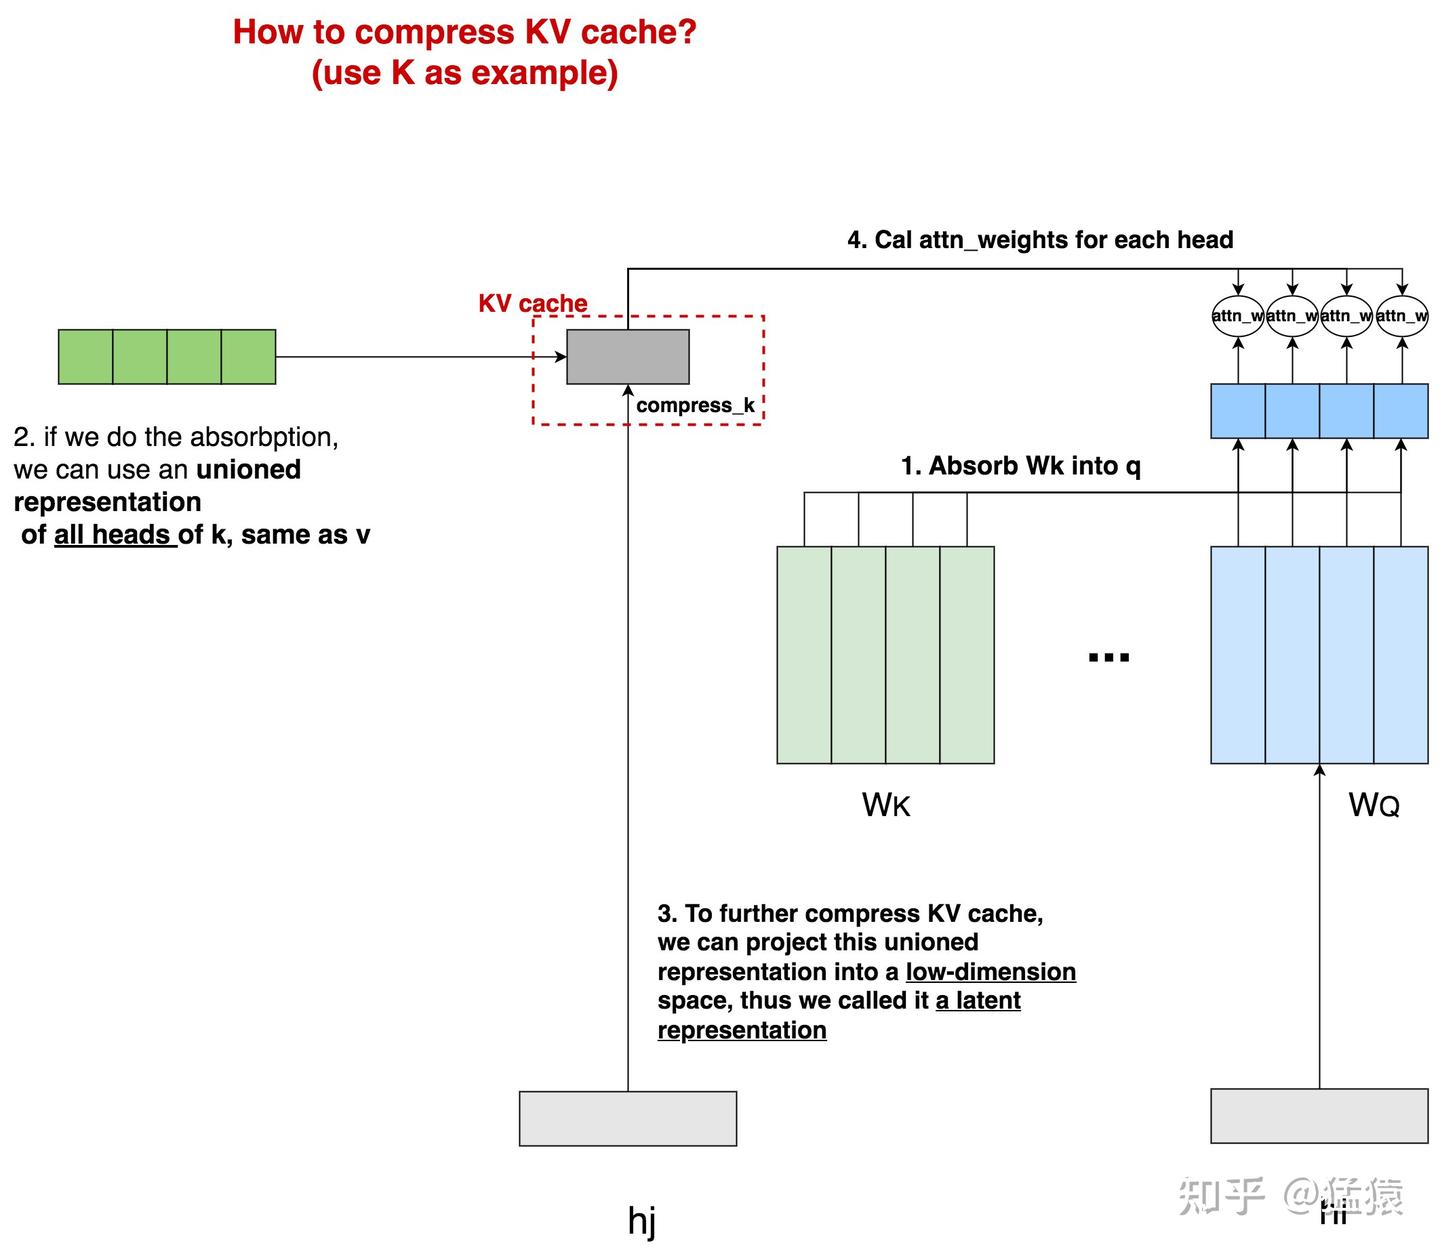 How to compress KV cache?
(use K as example)
4. Cal attn_weights for each head
KV cache
attn_w attn_w attn_w attn_w
compress_k
2. if we do the absorbption,
we can use an unioned
representation
of all heads of k, same as v
1. Absorb Wk into q
...
WK
WQ
3. To further compress KV cache,
we can project this unioned
representation into a low-dimension
space, thus we called it a latent
representation
知乎 @猛猿
hj
hi